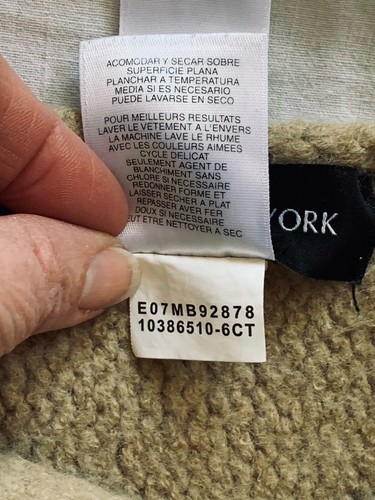 ACOMODAR Y SECAR SOBRE
SUPERFICIE PLANA
PLANCHAR A TEMPERATURA
MEDIA SI ES NECESARIO
PUEDE LAVARSE EN SECO
POUR MEILLEURS RESULTATS
LAVER LE VETEMENT A L'ENVERS
LA MACHINE LAVE LE RHUME
AVEC LES COULEURS AIMEES
CYCLE DELICAT
SEULEMENT AGENT DE
BLANCHIMENT SANS
CHLORE SI NECESSAIRE
REDONNER FORME ET
LAISSER SECHER A PLAT
REPASSER AVEC FER
DOUX SI NECESSAIRE
ETRE NETTOYER A SEC
YORK
E07MB92878
10386510-6CT